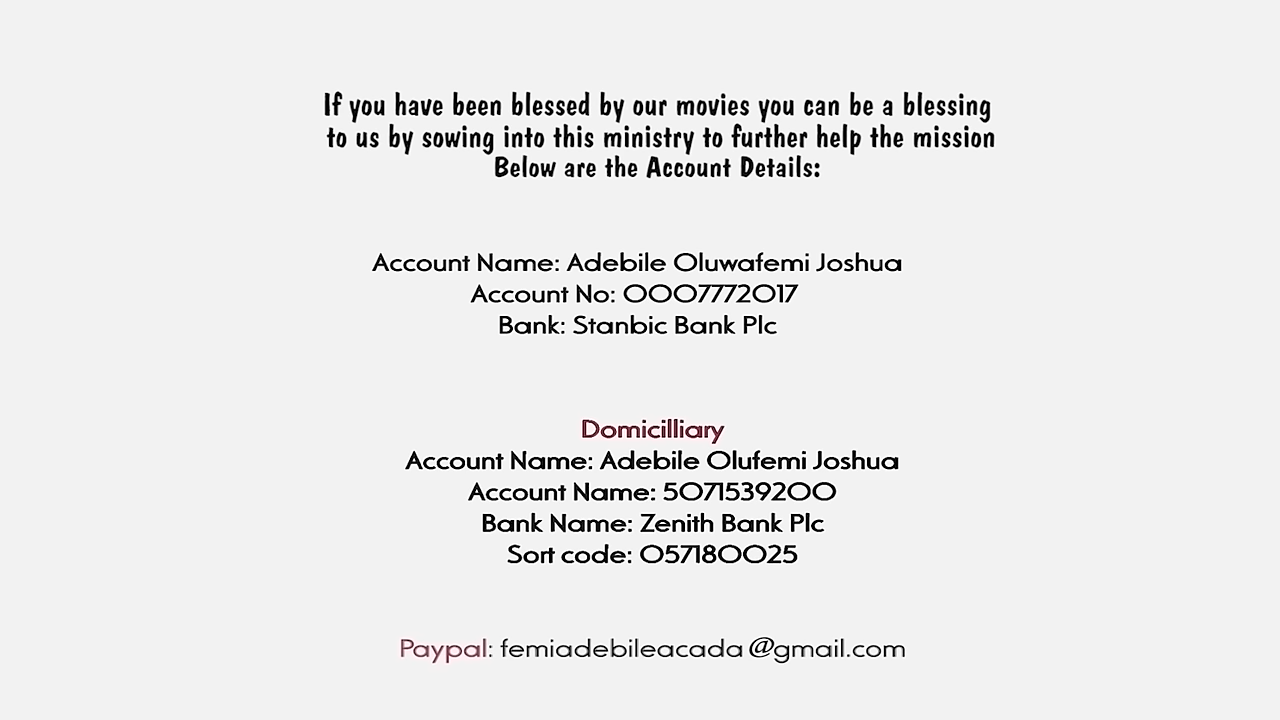 If you have been blessed by our movies you can be a blessing
to us by sowing into this ministry to further help the mission
Below are the Account Details:
Account Name: Adebile Oluwafemi Joshua
Account No: 0007772017
Bank: Stanbic Bank Plc
Domicilliary
Account Name: Adebile Olufemi Joshua
Account Name: 5071539200
Bank Name: Zenith Bank Plc
Sort code: 057180025
Paypal: femiadebileacada@gmail.com